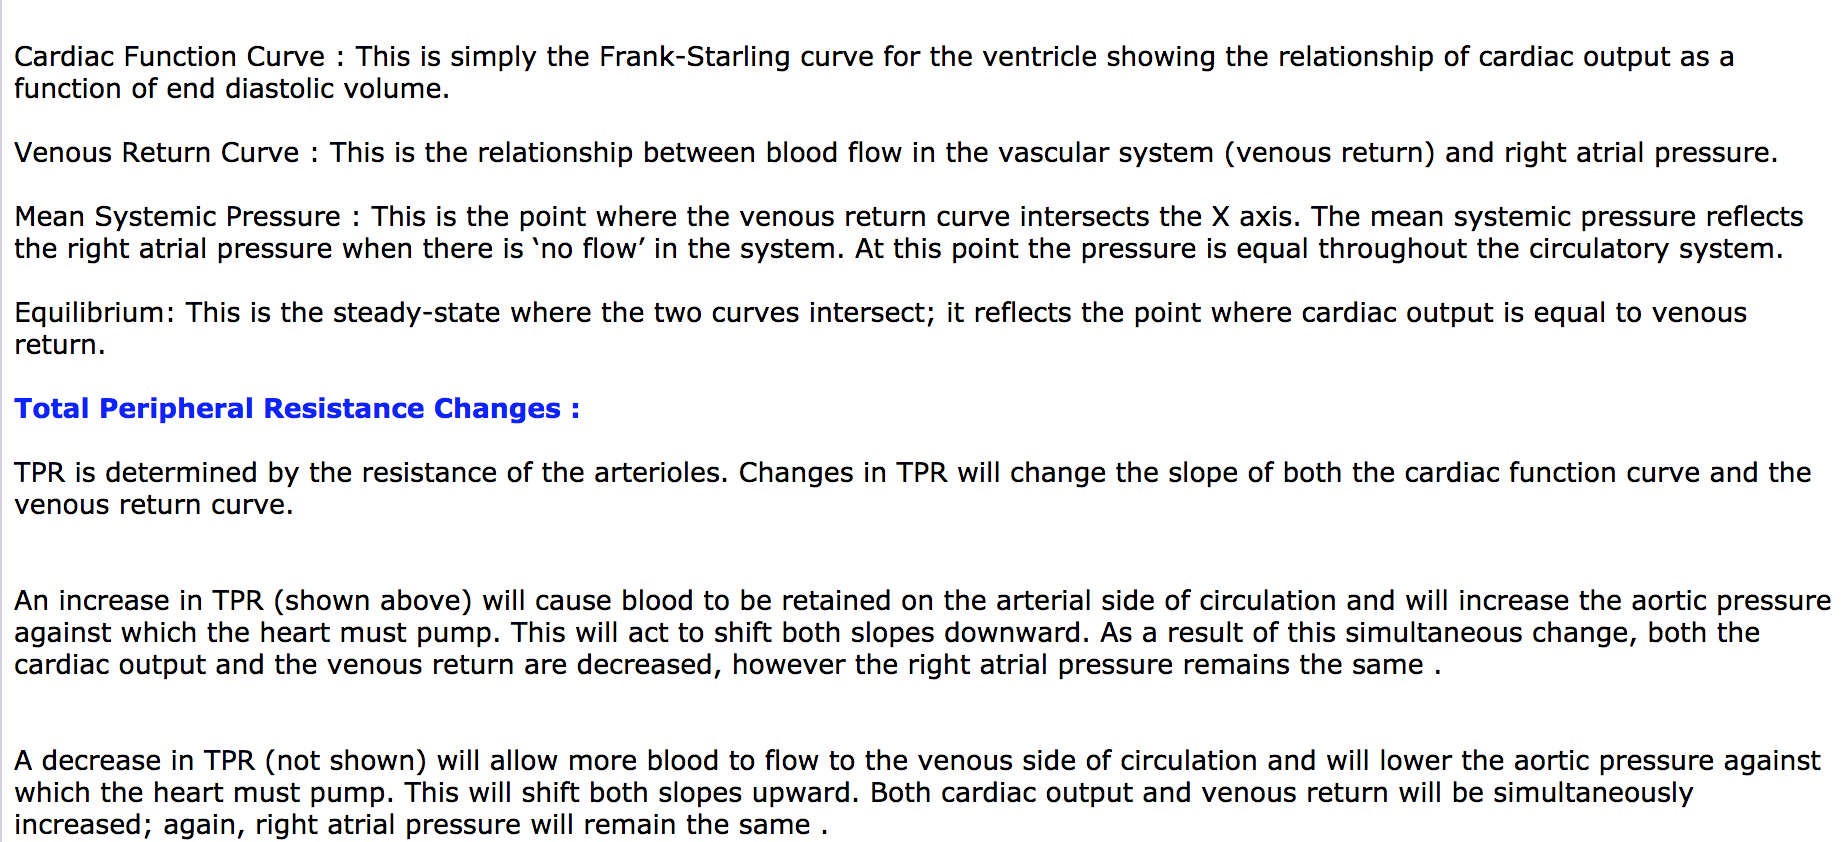 Cardiac Function Curve : This is simply the Frank-Starling curve for the ventricle showing the relationship of cardiac output as a
function of end diastolic volume.
Venous Return Curve : This is the relationship between blood flow in the vascular system (venous return) and right atrial pressure.
Mean Systemic Pressure : This is the point where the venous return curve intersects the X axis. The mean systemic pressure reflects
the right atrial pressure when there is ‘no flow’ in the system. At this point the pressure is equal throughout the circulatory system.
Equilibrium: This is the steady-state where the two curves intersect; it reflects the point where cardiac output is equal to venous
return.
Total Peripheral Resistance Changes :
TPR is determined by the resistance of the arterioles. Changes in TPR will change the slope of both the cardiac function curve and the
venous return curve.
An increase in TPR (shown above) will cause blood to be retained on the arterial side of circulation and will increase the aortic pressure
against which the heart must pump. This will act to shift both slopes downward. As a result of this simultaneous change, both the
cardiac output and the venous return are decreased, however the right atrial pressure remains the same .
A decrease in TPR (not shown) will allow more blood to flow to the venous side of circulation and will lower the aortic pressure against
which the heart must pump. This will shift both slopes upward. Both cardiac output and venous return will be simultaneously
increased; again, right atrial pressure will remain the same .